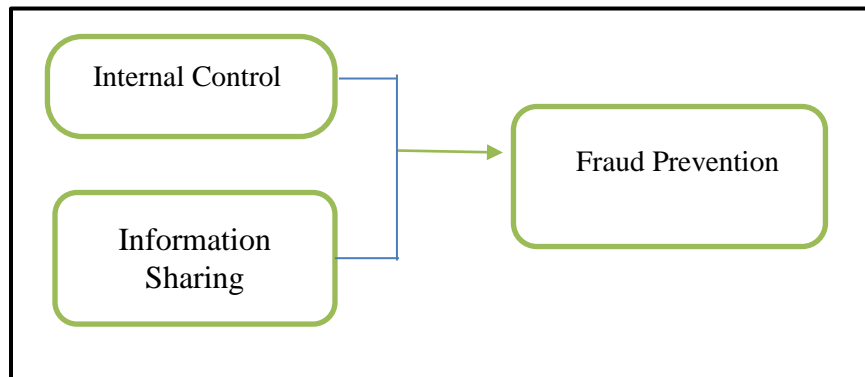 Internal Control
Fraud Prevention
Information
Sharing